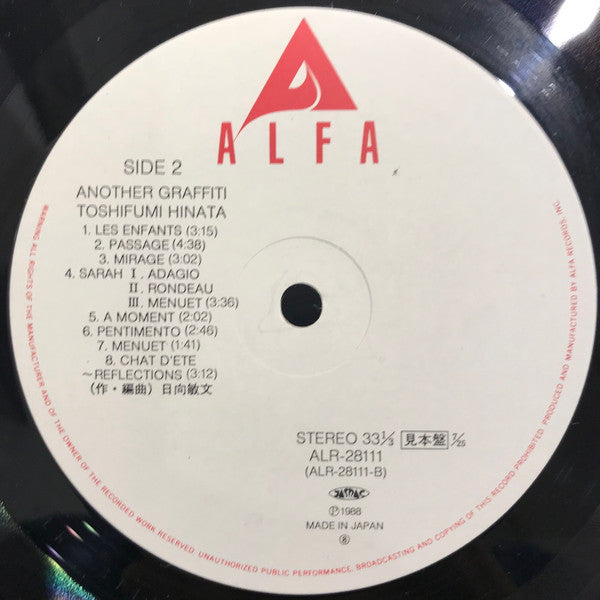 ALFA
SIDE 2
ANOTHER GRAFFITI
TOSHIFUMI HINATA
1. LES ENFANTS (3:15)
2. PASSAGE (4:38)
3. MIRAGE (3:02)
4. SARAH I. ADAGIO
II. RONDEAU
III. MENUET (3:36)
5. A MOMENT (2:02)
6. PENTIMENTO (2:46)
7. MENUET (1:41)
8. CHAT D'ETE
~REFLECTIONS (3:12)
(作・編曲) 日向敏文
STEREO 33⅓ 見本盤 7/25
ALR-28111
(ALR-28111-B)
JASRAC
Ⓟ1988
MADE IN JAPAN
⑧
WARNING: ALL RIGHTS OF THE MANUFACTURER AND OF THE OWNER OF THE RECORDED WORK RESERVED. UNAUTHORIZED PUBLIC PERFORMANCE, BROADCASTING AND COPYING OF THIS RECORD PROHIBITED. PRODUCED AND MANUFACTURED BY ALFA RECORDS, INC.